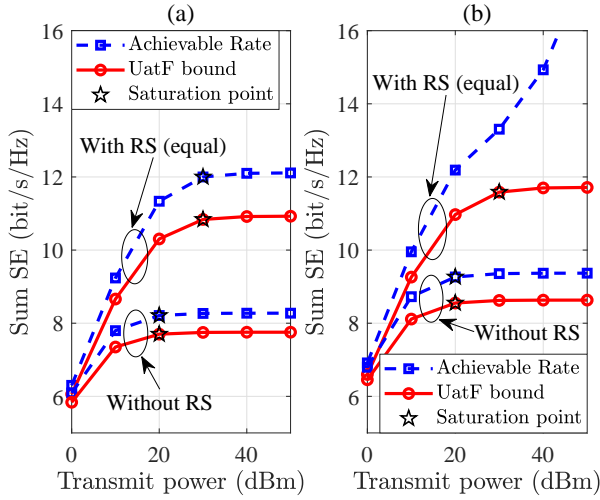 (a)
16
14
12
10
8
6
Sum SE (bit/s/Hz)
Achievable Rate
UatF bound
Saturation point
With RS (equal)
Without RS
0
20
40
Transmit power (dBm)
(b)
16
14
12
10
8
6
Sum SE (bit/s/Hz)
With RS (equal)
Without RS
Achievable Rate
UatF bound
Saturation point
0
20
40
Transmit power (dBm)